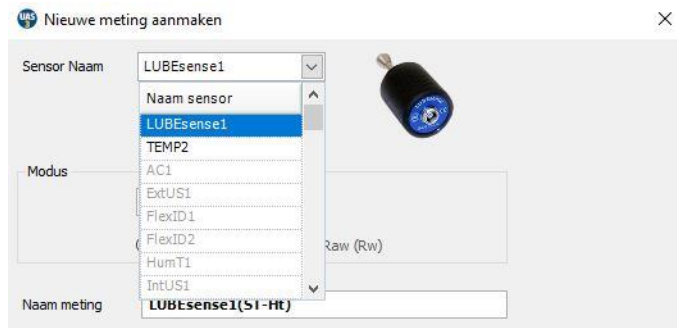 UAS Nieuwe meting aanmaken
Sensor Naam LUBEsense1
Naam sensor
LUBEsense1
TEMP2
Modus AC1
ExtUS1
FlexID1
FlexID2
( Raw (Rw)
HumT1
IntUS1
Naam meting LUBEsense1(ST-Ht)